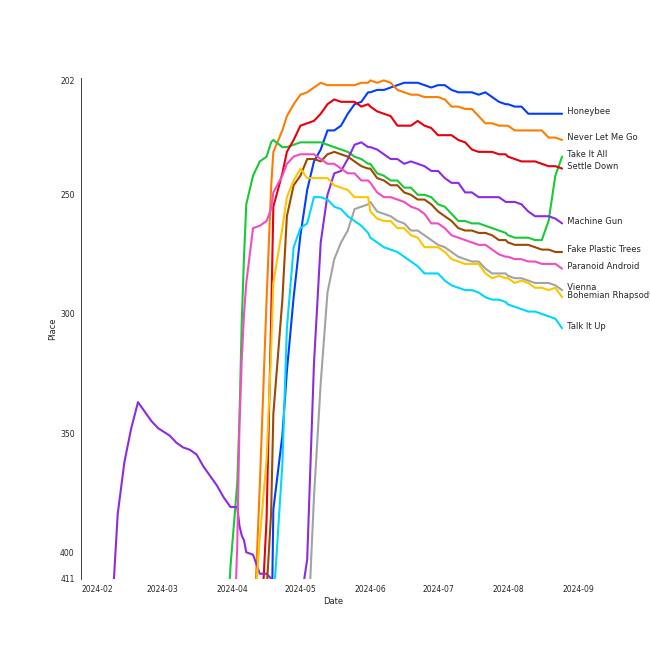 202
250
300
350
400
411
Place
2024-02
2024-03
2024-04
2024-05
2024-06
2024-07
2024-08
2024-09
Date
Honeybee
Never Let Me Go
Take It All
Settle Down
Machine Gun
Fake Plastic Trees
Paranoid Android
Vienna
Bohemian Rhapsod
Talk It Up